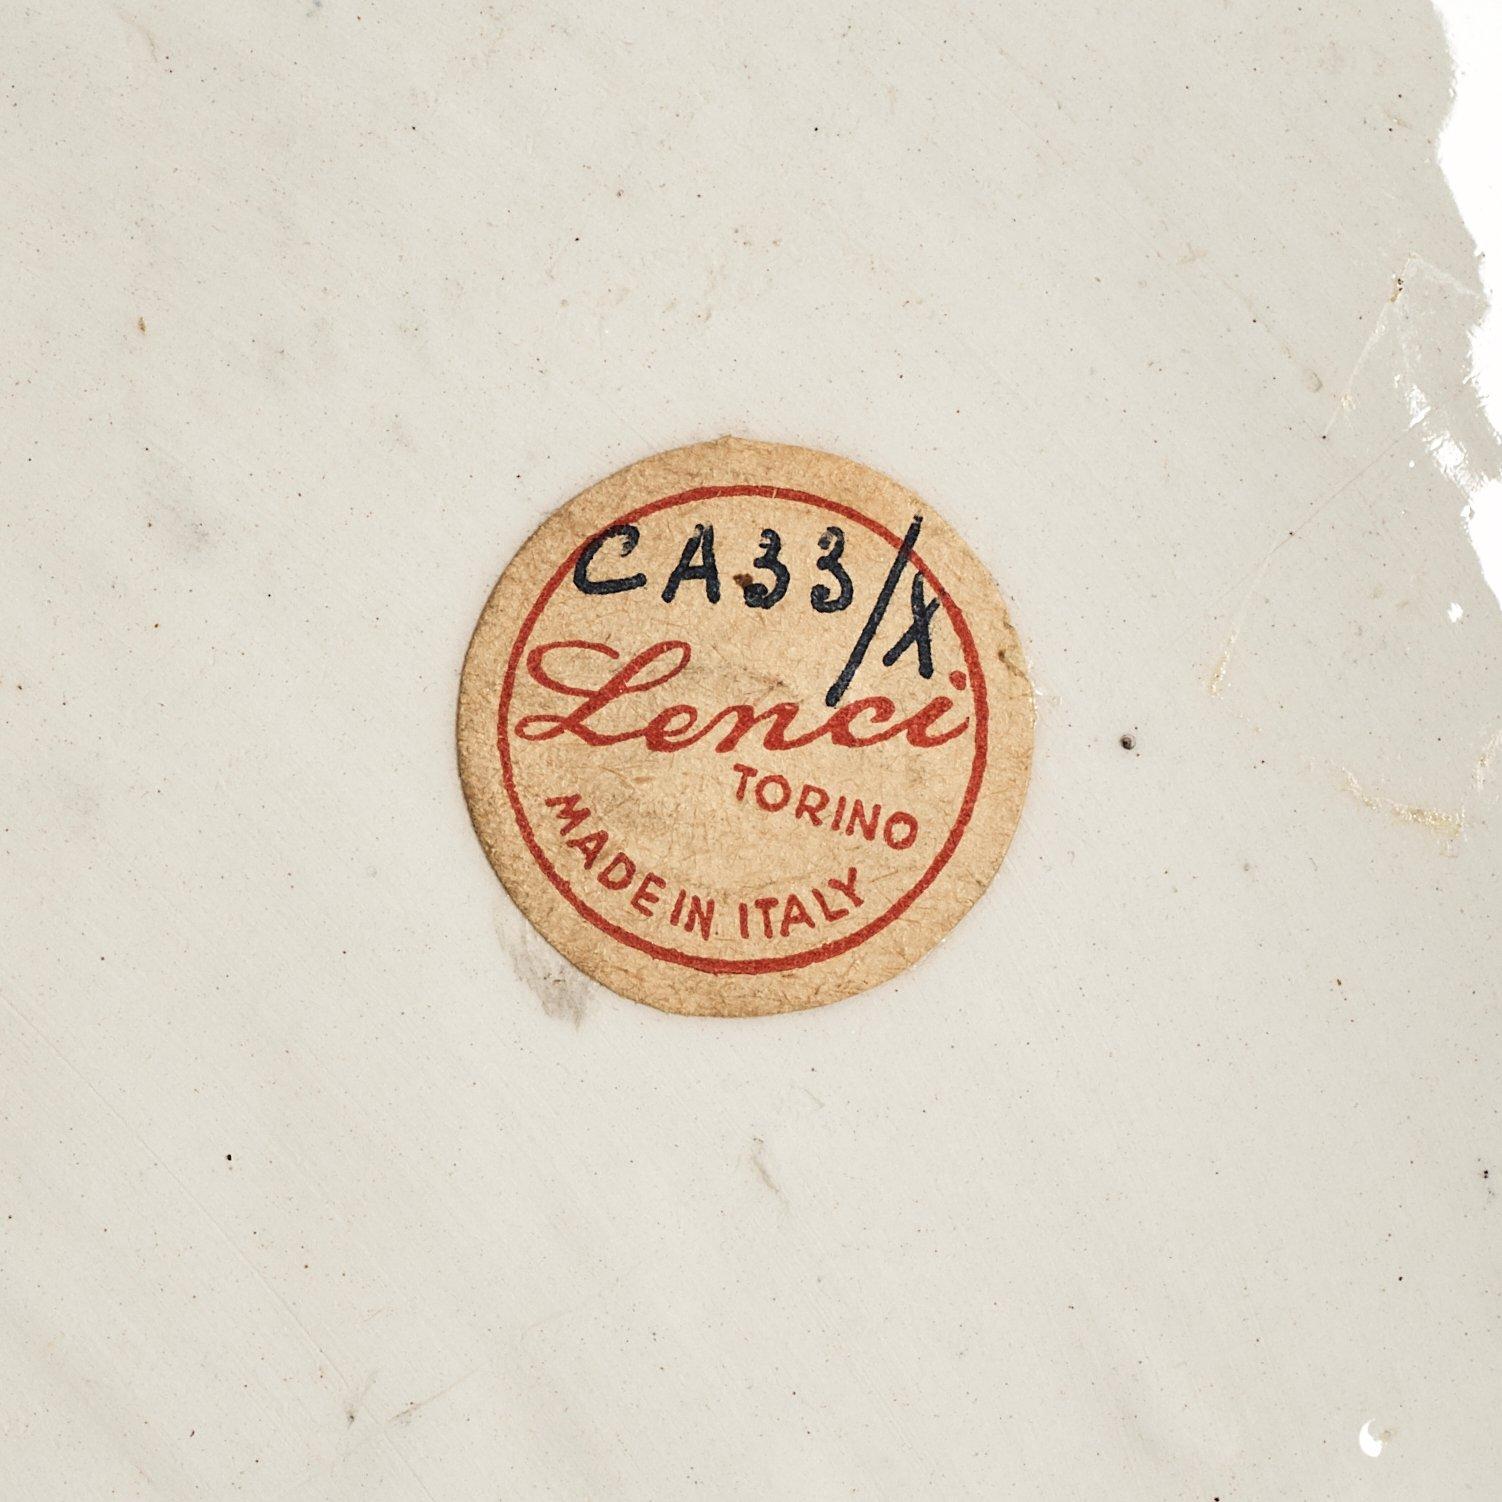 CA33/X
Lenci
TORINO
MADE IN ITALY